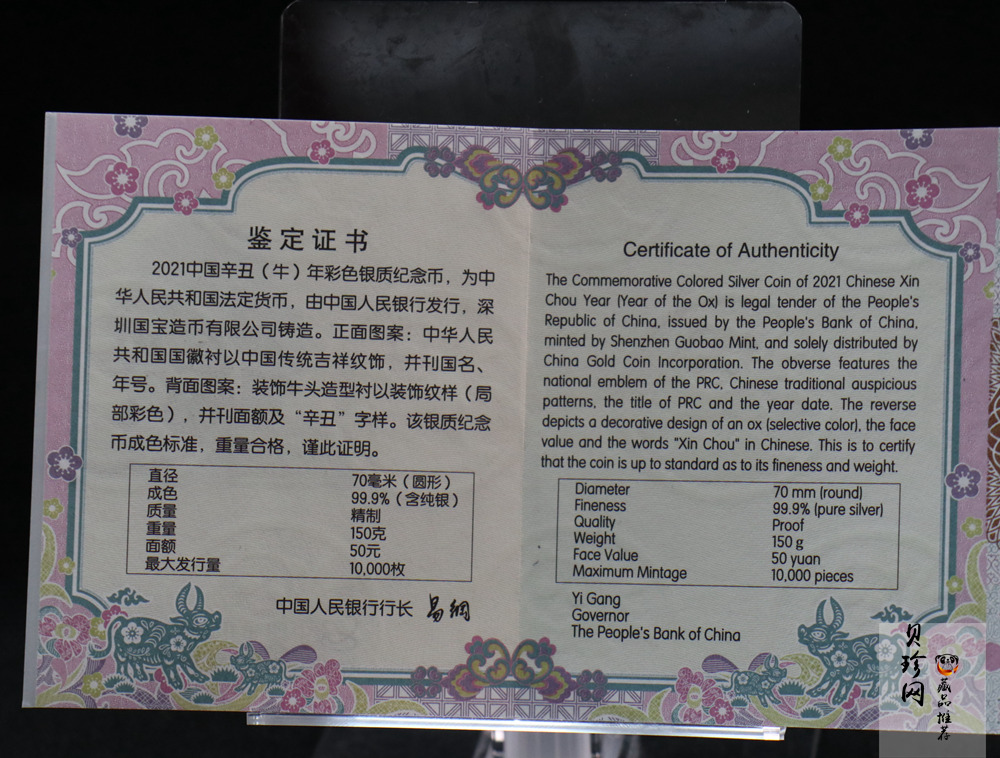 鉴定证书
2021中国辛丑（牛）年彩色银质纪念币，为中
华人民共和国法定货币，由中国人民银行发行，深
圳国宝造币有限公司铸造。正面图案：中华人民
共和国国徽衬以中国传统吉祥纹饰，并刊国名、
年号。背面图案：装饰牛头造型衬以装饰纹样（局
部彩色），并刊面额及“辛丑”字样。该银质纪念
币成色标准，重量合格，谨此证明。
直径 70毫米（圆形）
成色 99.9%（含纯银）
质量 精制
重量 150克
面额 50元
最大发行量 10,000枚
中国人民银行行长 易纲
Certificate of Authenticity
The Commemorative Colored Silver Coin of 2021 Chinese Xin
Chou Year (Year of the Ox) is legal tender of the People's
Republic of China, issued by the People's Bank of China,
minted by Shenzhen Guobao Mint, and solely distributed by
China Gold Coin Incorporation. The obverse features the
national emblem of the PRC, Chinese traditional auspicious
patterns, the title of PRC and the year date. The reverse
depicts a decorative design of an ox (selective color), the face
value and the words "Xin Chou" in Chinese. This is to certify
that the coin is up to standard as to its fineness and weight.
Diameter 70 mm (round)
Fineness 99.9% (pure silver)
Quality Proof
Weight 150 g
Face Value 50 yuan
Maximum Mintage 10,000 pieces
Yi Gang
Governor
The People's Bank of China
贝珍网
藏品推荐